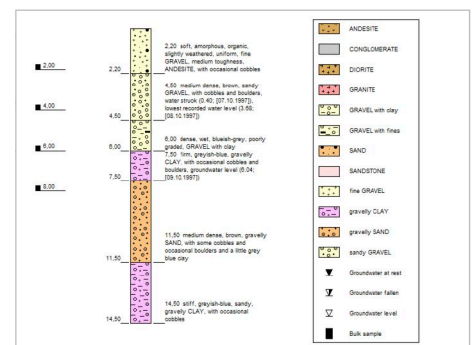 2,20 soft, amorphous, organic,
slightly weathered, uniform, fine
GRAVEL, medium toughness,
ANDESITE, with occasional cobbles
2,00
2,20
4,50 medium dense, brown, sandy
GRAVEL, with cobbles and boulders,
water struck (0.40; [07.10.1997]),
lowest recorded water level (3.60;
[08.10.1997])
4,00
4,50
6,00 dense, wet, blueish-grey, poorly
graded, GRAVEL with clay
6,00
6,00
7,50 firm, greyish-blue, gravelly
CLAY, with occasional cobbles and
boulders, groundwater level (6.04;
[09.10.1997])
7,50
8,00
11,50 medium dense, brown, gravelly
SAND, with some cobbles and
occasional boulders and a little grey
blue clay
11,50
14,50 stiff, greyish-blue, sandy,
gravelly CLAY, with occasional
cobbles
14,50
ANDESITE
CONGLOMERATE
DIORITE
GRANITE
GRAVEL with clay
GRAVEL with fines
SAND
SANDSTONE
fine GRAVEL
gravelly CLAY
gravelly SAND
sandy GRAVEL
Groundwater at rest
Groundwater fallen
Groundwater level
Bulk sample